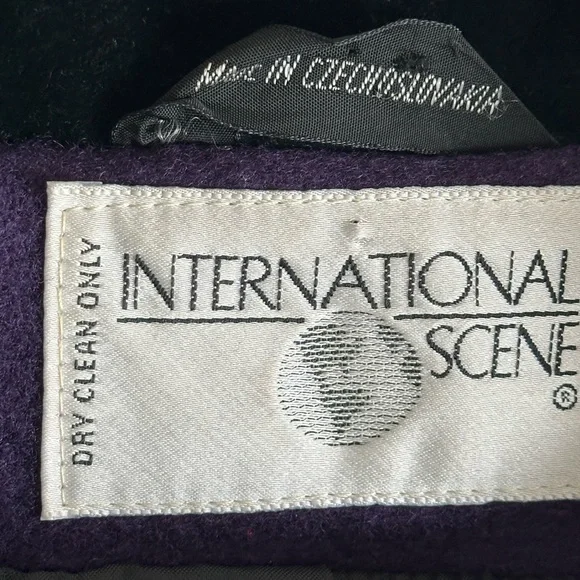 MADE IN CZECHOSLOVAKIA
DRY CLEAN ONLY
INTERNATIONAL
SCENE
®